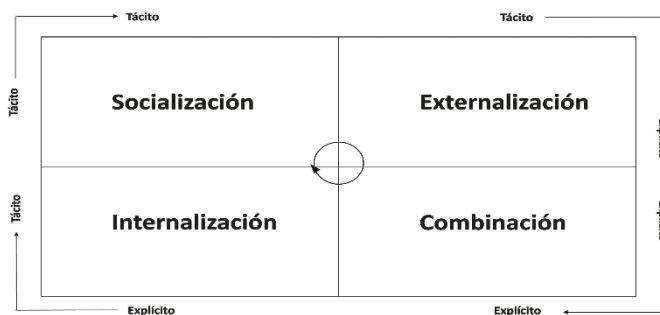 Tácito
Tácito
Tácito
Socialización
Externalización
Tácito
Internalización
Combinación
Explícito
Explícito